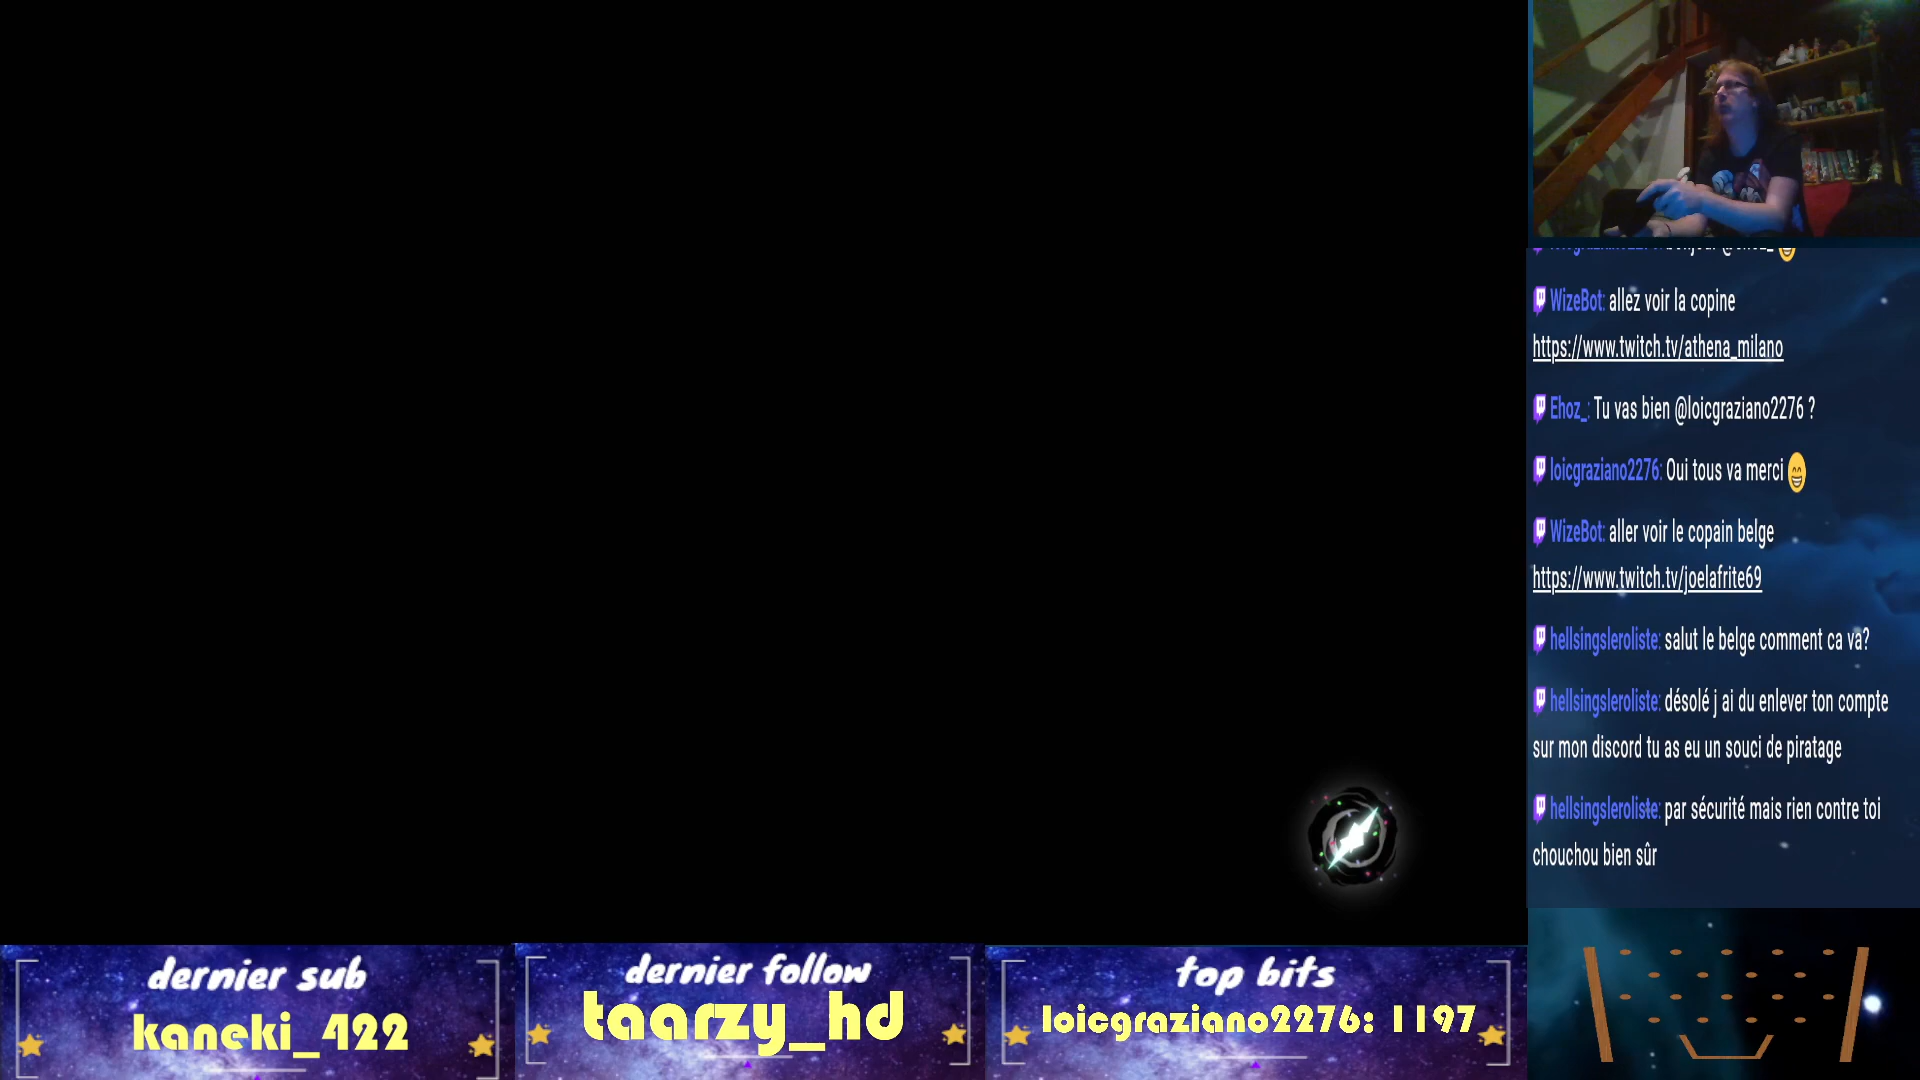 WizeBot: allez voir la copine
https://www.twitch.tv/athena_milano
Ehoz_: Tu vas bien @loicgraziano2276 ?
loicgraziano2276: Oui tous va merci 😁
WizeBot: aller voir le copain belge
https://www.twitch.tv/joelafrite69
hellsingsleroliste: salut le belge comment ca va?
hellsingsleroliste: désolé j ai du enlever ton compte
sur mon discord tu as eu un souci de piratage
hellsingsleroliste: par sécurité mais rien contre toi
chouchou bien sûr
dernier sub
kaneki_422
dernier follow
taarzy_hd
top bits
loicgraziano2276: 1197